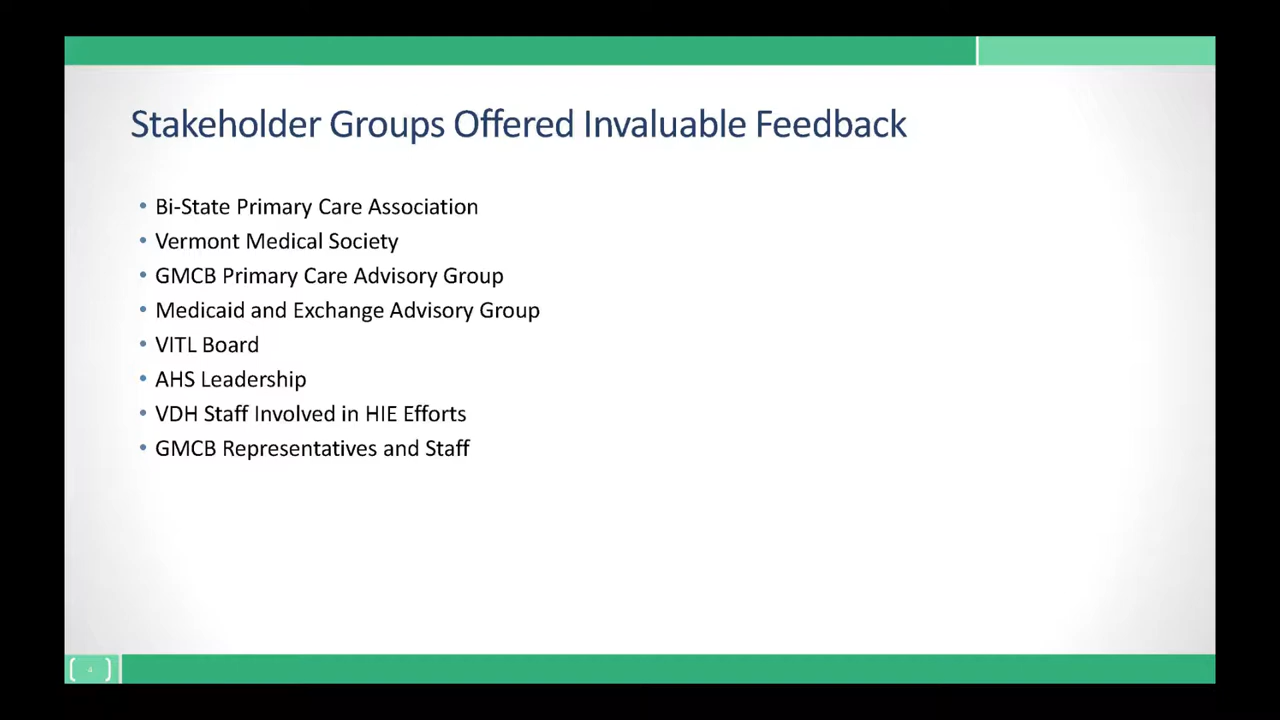 Stakeholder Groups Offered Invaluable Feedback
• Bi-State Primary Care Association
• Vermont Medical Society
• GMCB Primary Care Advisory Group
• Medicaid and Exchange Advisory Group
• VITL Board
• AHS Leadership
• VDH Staff Involved in HIE Efforts
• GMCB Representatives and Staff